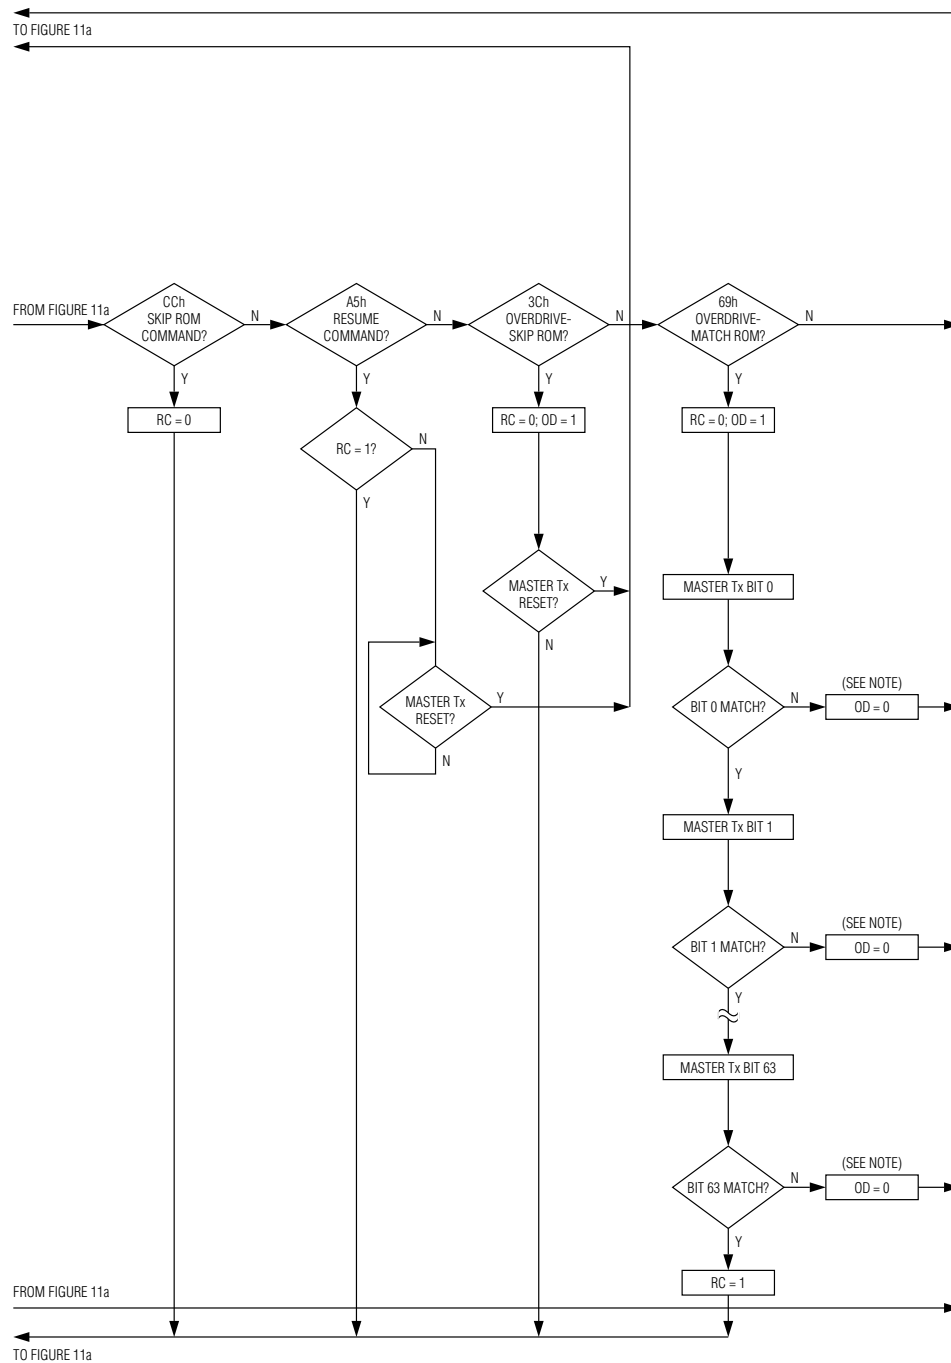 TO FIGURE 11a
FROM FIGURE 11a
CCh
SKIP ROM
COMMAND?
N
A5h
RESUME
COMMAND?
N
3Ch
OVERDRIVE-
SKIP ROM?
N
69h
OVERDRIVE-
MATCH ROM?
N
Y
Y
Y
Y
RC = 0
RC = 1?
N
Y
RC = 0; OD = 1
RC = 0; OD = 1
MASTER Tx
RESET?
Y
N
MASTER Tx BIT 0
MASTER Tx
RESET?
Y
N
BIT 0 MATCH?
N
(SEE NOTE)
OD = 0
Y
MASTER Tx BIT 1
BIT 1 MATCH?
N
(SEE NOTE)
OD = 0
Y
MASTER Tx BIT 63
BIT 63 MATCH?
N
(SEE NOTE)
OD = 0
Y
RC = 1
FROM FIGURE 11a
TO FIGURE 11a